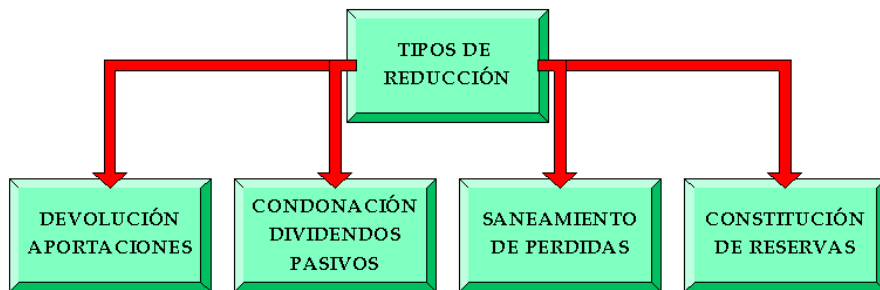 TIPOS DE
REDUCCIÓN
DEVOLUCIÓN
APORTACIONES
CONDONACIÓN
DIVIDENDOS
PASIVOS
SANEAMIENTO
DE PERDIDAS
CONSTITUCIÓN
DE RESERVAS